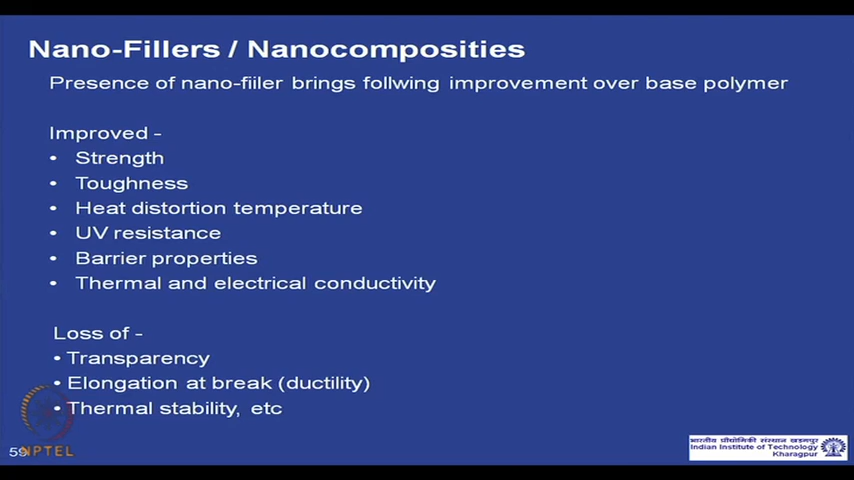 Nano-Fillers / Nanocomposities
Presence of nano-fiiler brings follwing improvement over base polymer
Improved -
• Strength
• Toughness
• Heat distortion temperature
• UV resistance
• Barrier properties
• Thermal and electrical conductivity
Loss of -
• Transparency
• Elongation at break (ductility)
• Thermal stability, etc
59
NPTEL
भारतीय प्रौद्योगिकी संस्थान खड़गपुर
Indian Institute of Technology
Kharagpur